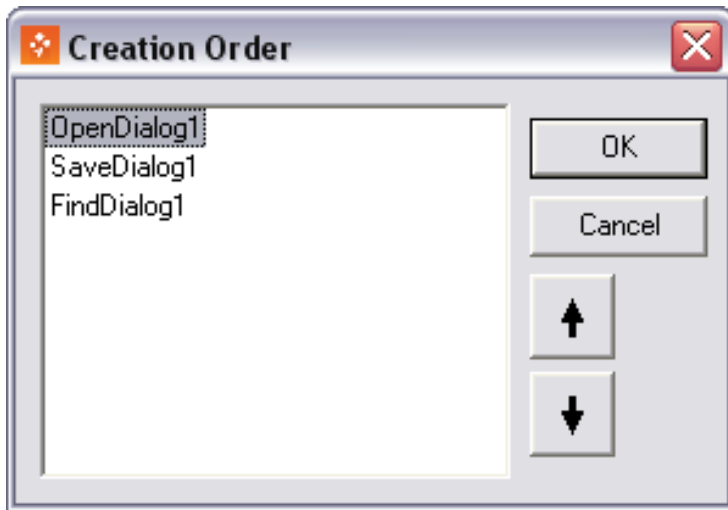 Creation Order
OpenDialog1
SaveDialog1
FindDialog1
OK
Cancel